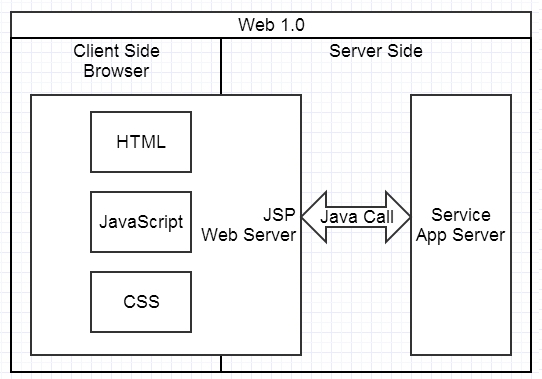 Web 1.0
Client Side
Browser
Server Side
HTML
JavaScript
CSS
JSP
Web Server
Java Call
Service
App Server